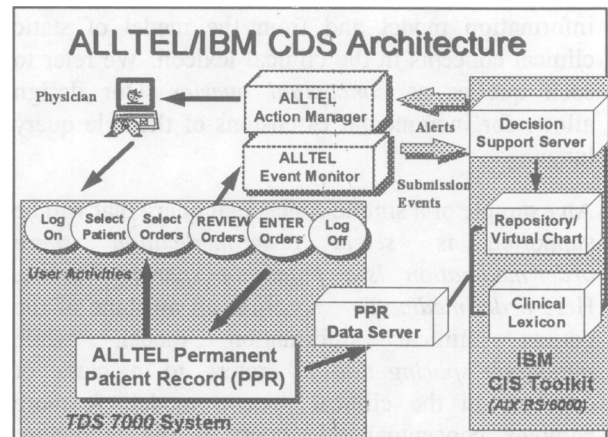 ALLTEL/IBM CDS Architecture
Physician
ALLTEL
Action Manager
ALLTEL
Event Monitor
Alerts
Submission
Events
Decision
Support Server
Log
On
Select
Patient
Select
Orders
REVIEW
Orders
ENTER
Orders
Log
Off
User Activities
Repository/
Virtual Chart
Clinical
Lexicon
PPR
Data Server
ALLTEL Permanent
Patient Record (PPR)
TDS 7000 System
IBM
CIS Toolkit
(AIX RS/6000)